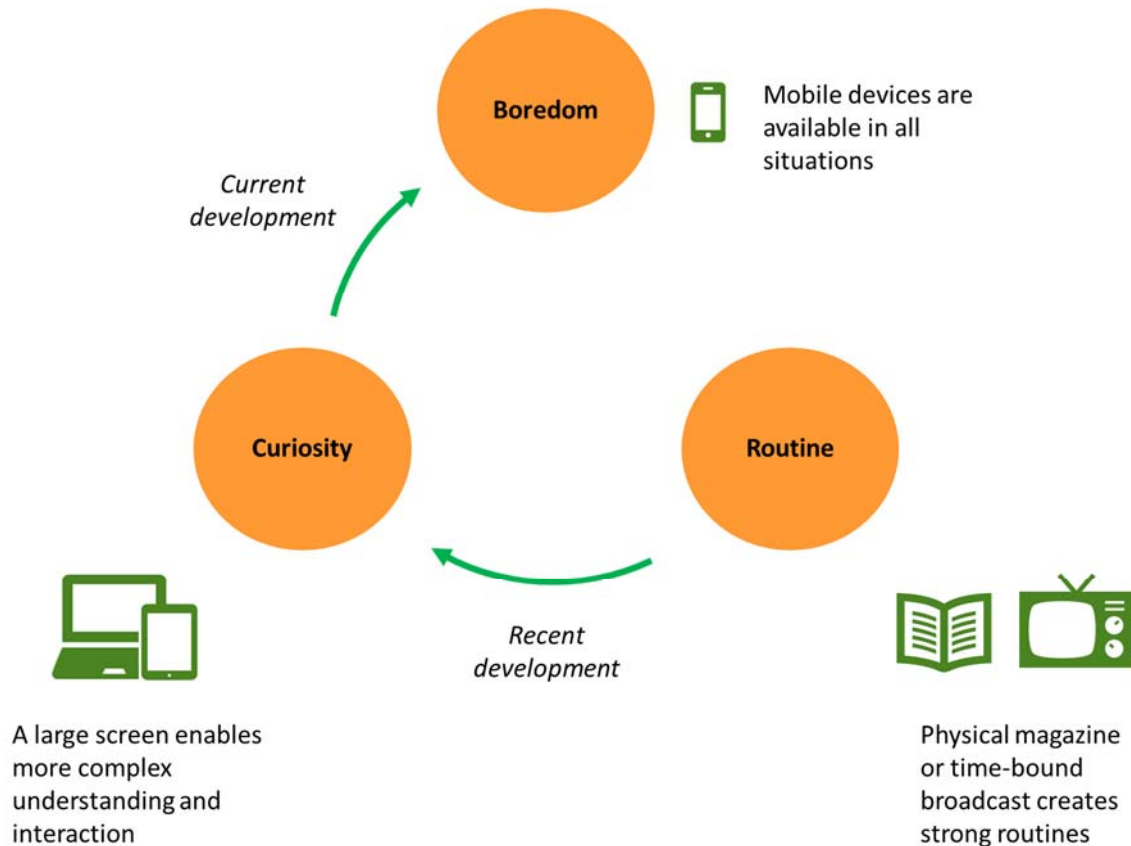 Boredom
Mobile devices are
available in all
situations
Current
development
Curiosity
Routine
Recent
development
A large screen enables
more complex
understanding and
interaction
Physical magazine
or time-bound
broadcast creates
strong routines